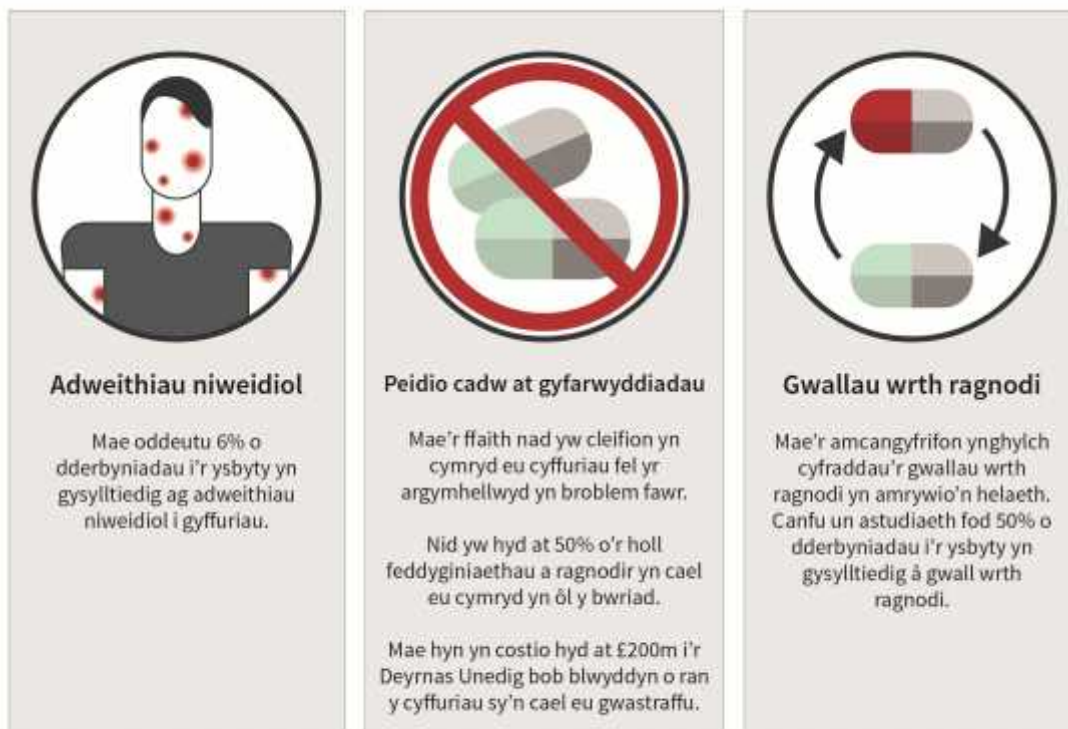 Adweithiau niweidiol
Mae oddeutu 6% o
dderbyniadau i'r ysbyty yn
gysylltiedig ag adweithiau
niweidiol i gyffuriau.
Peidio cadw at gyfarwyddiadau
Mae'r ffaith nad yw cleifion yn
cymryd eu cyffuriau fel yr
argymhellwyd yn broblem fawr.
Nid yw hyd at 50% o'r holl
feddyginiaethau a ragnodir yn cael
eu cymryd yn ôl y bwriad.
Mae hyn yn costio hyd at £200m i'r
Deyrnas Unedig bob blwyddyn o ran
y cyffuriau sy'n cael eu gwastraffu.
Gwallau wrth ragnodi
Mae'r amcangyfrifon ynghylch
cyfraddau'r gwallau wrth
ragnodi yn amrywio'n helaeth.
Canfu un astudiaeth fod 50% o
dderbyniadau i'r ysbyty yn
gysylltiedig â gwall wrth
ragnodi.